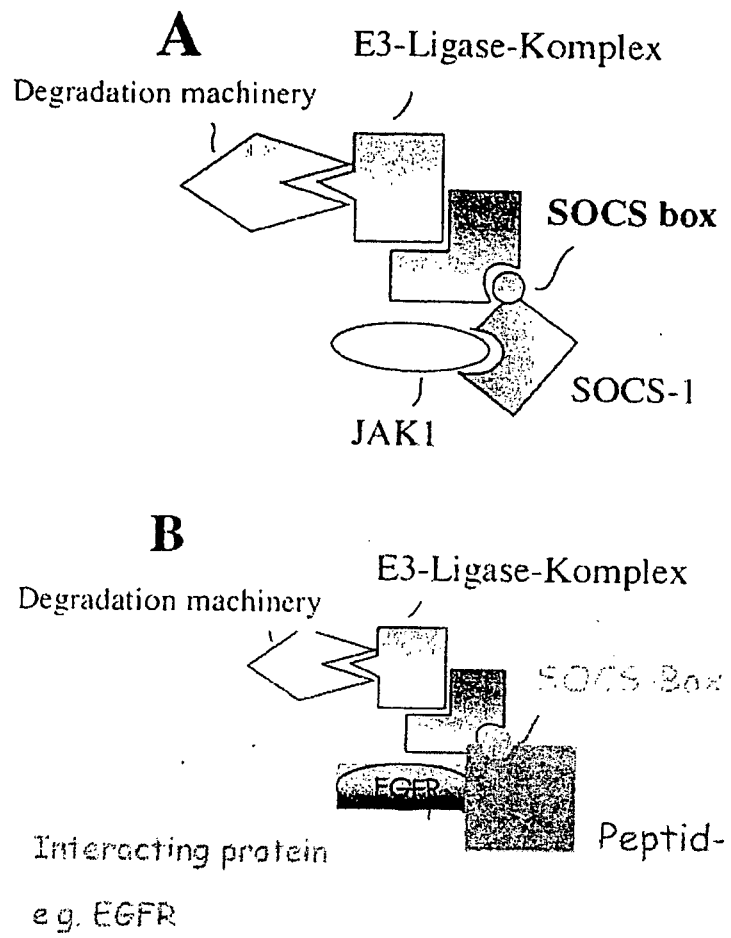 A
E3-Ligase-Komplex
Degradation machinery
SOCS box
SOCS-1
JAK1
B
E3-Ligase-Komplex
Degradation machinery
SOCS-Box
EGFR
Peptid-
Interacting protein
e.g. EGFR